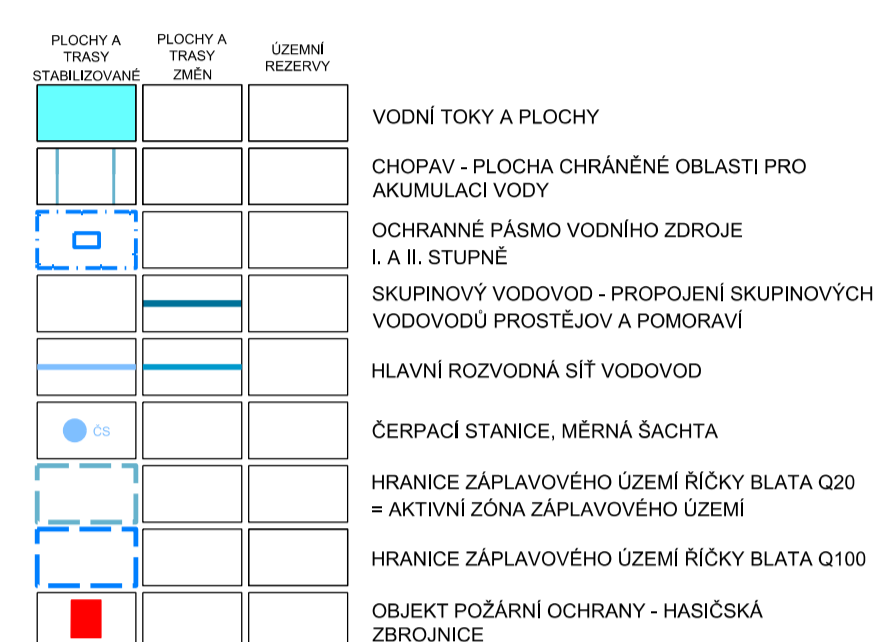 PLOCHY A
TRASY
STABILIZOVANÉ
PLOCHY A
TRASY
ZMĚN
ÚZEMNÍ
REZERVY
VODNÍ TOKY A PLOCHY
CHOPAV - PLOCHA CHRÁNĚNÉ OBLASTI PRO
AKUMULACI VODY
OCHRANNÉ PÁSMO VODNÍHO ZDROJE
I. A II. STUPNĚ
SKUPINOVÝ VODOVOD - PROPOJENÍ SKUPINOVÝCH
VODOVODŮ PROSTĚJOV A POMORAVÍ
HLAVNÍ ROZVODNÁ SÍŤ VODOVOD
ČS
ČERPACÍ STANICE, MĚRNÁ ŠACHTA
HRANICE ZÁPLAVOVÉHO ÚZEMÍ ŘÍČKY BLATA Q20
= AKTIVNÍ ZÓNA ZÁPLAVOVÉHO ÚZEMÍ
HRANICE ZÁPLAVOVÉHO ÚZEMÍ ŘÍČKY BLATA Q100
OBJEKT POŽÁRNÍ OCHRANY - HASIČSKÁ
ZBROJNICE